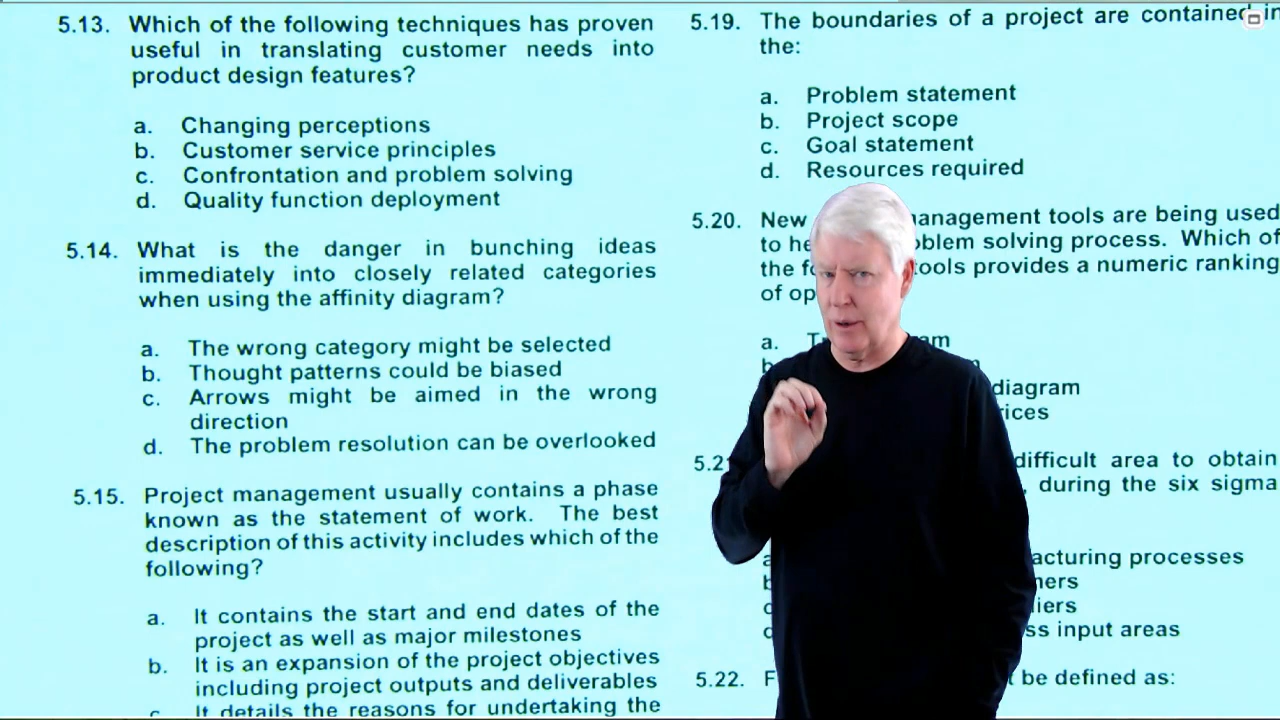 5.13. Which of the following techniques has proven
useful in translating customer needs into
product design features?
a. Changing perceptions
b. Customer service principles
c. Confrontation and problem solving
d. Quality function deployment
5.14. What is the danger in bunching ideas
immediately into closely related categories
when using the affinity diagram?
a. The wrong category might be selected
b. Thought patterns could be biased
c. Arrows might be aimed in the wrong
direction
d. The problem resolution can be overlooked
5.15. Project management usually contains a phase
known as the statement of work. The best
description of this activity includes which of the
following?
a. It contains the start and end dates of the
project as well as major milestones
b. It is an expansion of the project objectives
including project outputs and deliverables
c. It details the reasons for undertaking the
5.19. The boundaries of a project are contained in
the:
a. Problem statement
b. Project scope
c. Goal statement
d. Resources required
5.20. New management tools are being used
to problem solving process. Which of
the tools provides a numeric ranking
of
a.
diagram
5.21. difficult area to obtain
during the six sigma
processes
ss input areas
5.22. be defined as: